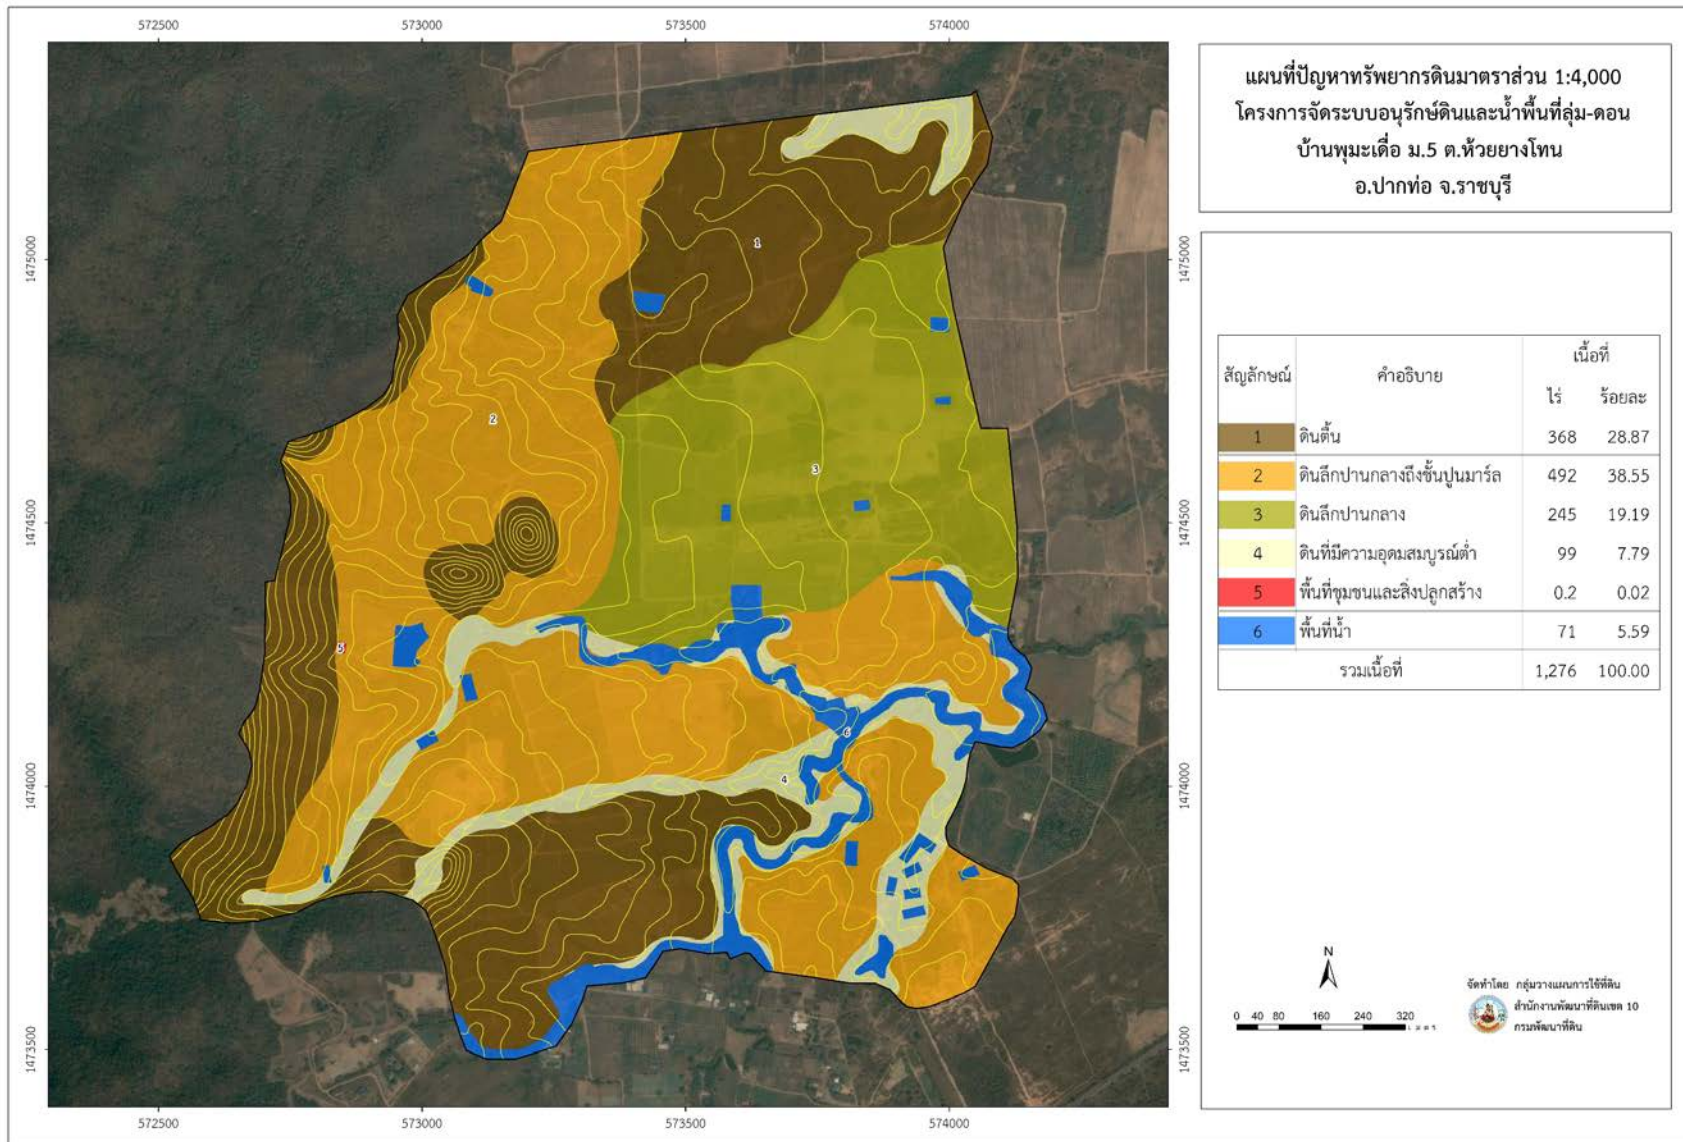 572500 573000 573500 574000
1475000
1474500
1474000
1473500
1
2
3
5
6
4
1475000
1474500
1474000
1473500
572500 573000 573500 574000
แผนที่ปัญหาทรัพยากรดินมาตราส่วน 1:4,000
โครงการจัดระบบอนุรักษ์ดินและน้ำพื้นที่ลุ่ม-ดอน
บ้านพุมะเดื่อ ม.5 ต.ห้วยยางโทน
อ.ปากท่อ จ.ราชบุรี
สัญลักษณ์ คำอธิบาย เนื้อที่
ไร่ ร้อยละ
1 ดินตื้น 368 28.87
2 ดินลึกปานกลางถึงชั้นปูนมาร์ล 492 38.55
3 ดินลึกปานกลาง 245 19.19
4 ดินที่มีความอุดมสมบูรณ์ต่ำ 99 7.79
5 พื้นที่ชุมชนและสิ่งปลูกสร้าง 0.2 0.02
6 พื้นที่น้ำ 71 5.59
รวมเนื้อที่ 1,276 100.00
N
0 40 80 160 240 320 เมตร
จัดทำโดย กลุ่มวางแผนการใช้ที่ดิน
สำนักงานพัฒนาที่ดินเขต 10
กรมพัฒนาที่ดิน